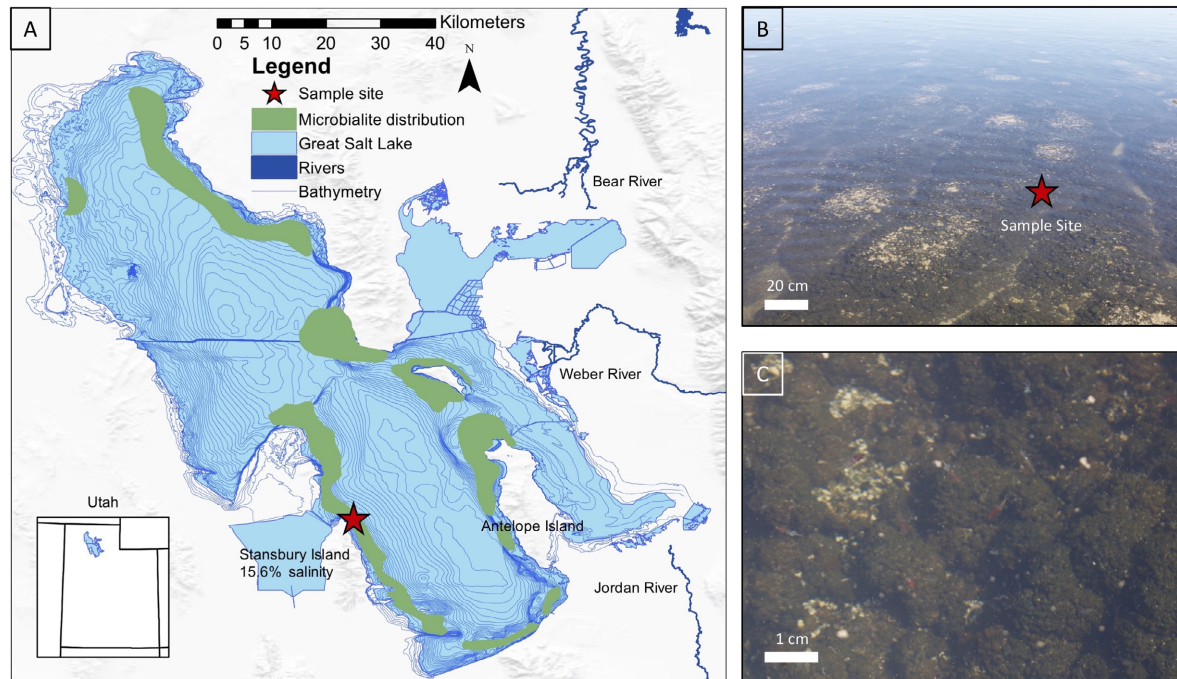 A
Kilometers
0 5 10 20 30 40
N
Legend
Sample site
Microbialite distribution
Great Salt Lake
Rivers
Bathymetry
Bear River
Weber River
Utah
Antelope Island
Stansbury Island
15.6% salinity
Jordan River
B
Sample Site
20 cm
C
1 cm